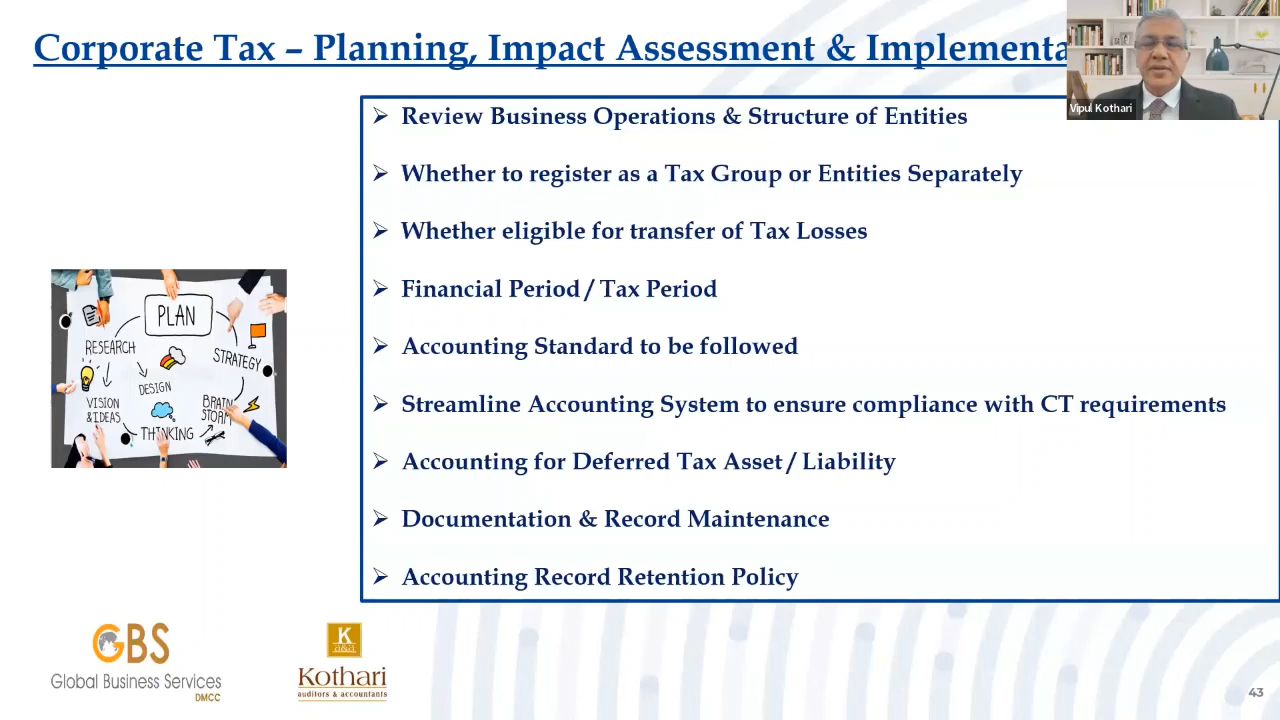 Corporate Tax – Planning, Impact Assessment & Implementa
Vipul Kothari
➢ Review Business Operations & Structure of Entities
➢ Whether to register as a Tax Group or Entities Separately
➢ Whether eligible for transfer of Tax Losses
➢ Financial Period / Tax Period
➢ Accounting Standard to be followed
➢ Streamline Accounting System to ensure compliance with CT requirements
➢ Accounting for Deferred Tax Asset / Liability
➢ Documentation & Record Maintenance
➢ Accounting Record Retention Policy
PLAN
RESEARCH
STRATEGY
DESIGN
VISION
& IDEAS
BRAIN
STORM
THINKING
GBS
Global Business Services
DMCC
K
Kothari
auditors & accountants
43